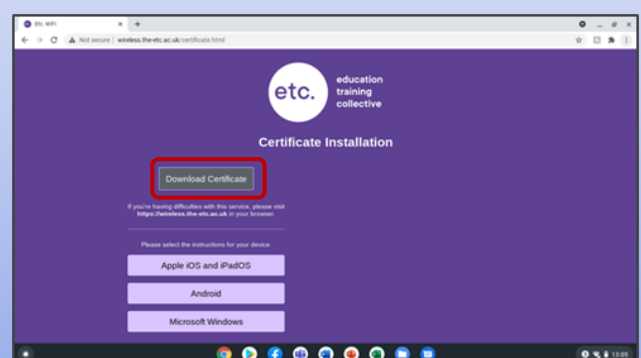 Etc. WiFi
Not secure | wireless.the-etc.ac.uk/certificate.html
etc.
education
training
collective
Certificate Installation
Download Certificate
If you're having difficulties with this service, please visit
https://wireless.the-etc.ac.uk in your browser.
Please select the instructions for your device:
Apple iOS and iPadOS
Android
Microsoft Windows
13:05